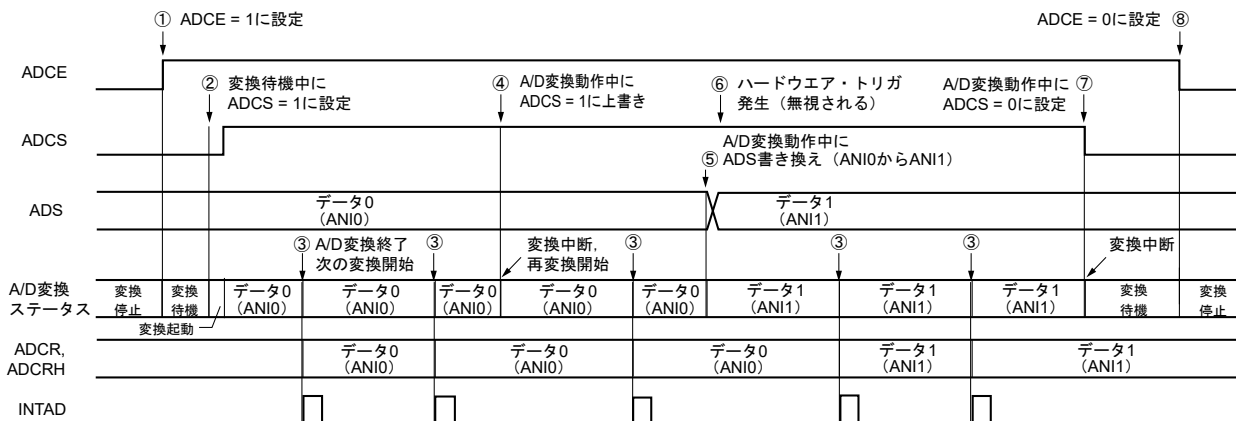 ① ADCE = 1に設定
ADCE = 0に設定 ⑧
ADCE
② 変換待機中に
ADCS = 1に設定
④ A/D変換動作中に
ADCS = 1に上書き
⑥ ハードウエア・トリガ
発生（無視される）
A/D変換動作中に ⑦
ADCS = 0に設定
ADCS
A/D変換動作中に
⑤ ADS書き換え（ANI0からANI1）
ADS
データ0
(ANI0)
データ1
(ANI1)
③ A/D変換終了
次の変換開始
③
変換中断,
再変換開始
③
③
③
変換中断
A/D変換
ステータス
変換
停止
変換
待機
変換起動
データ0
(ANI0)
データ0
(ANI0)
データ0
(ANI0)
データ0
(ANI0)
データ0
(ANI0)
データ1
(ANI1)
データ1
(ANI1)
データ1
(ANI1)
変換
待機
変換
停止
ADCR,
ADCRH
データ0
(ANI0)
データ0
(ANI0)
データ0
(ANI0)
データ1
(ANI1)
データ1
(ANI1)
INTAD